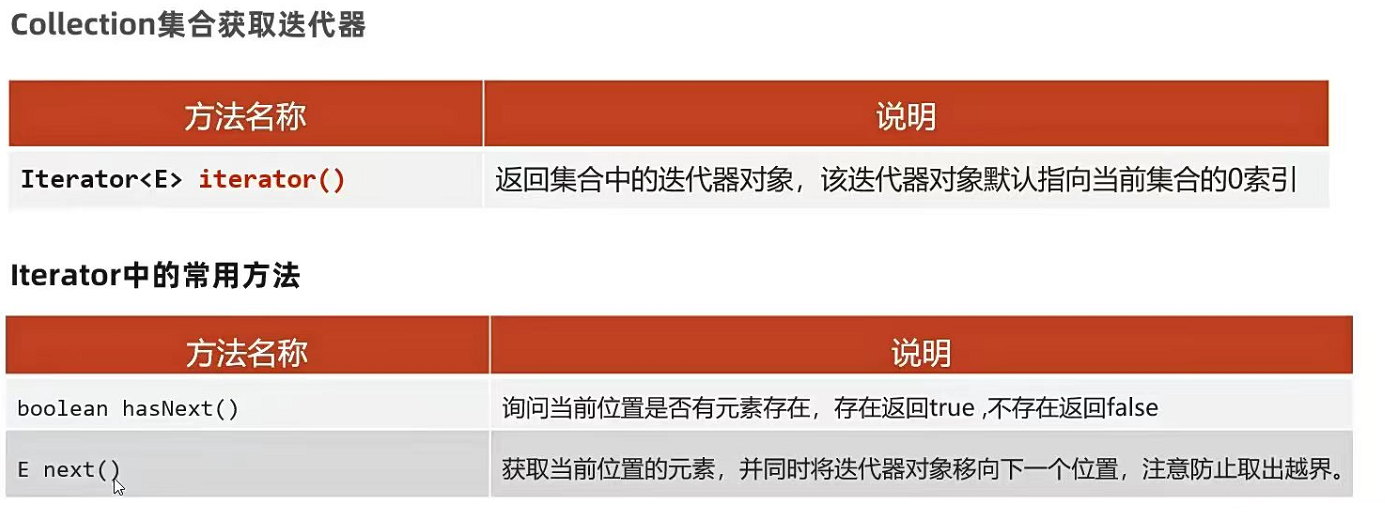 Collection集合获取迭代器
方法名称 说明
Iterator<E> iterator() 返回集合中的迭代器对象，该迭代器对象默认指向当前集合的0索引
Iterator中的常用方法
方法名称 说明
boolean hasNext() 询问当前位置是否有元素存在，存在返回true ,不存在返回false
E next() 获取当前位置的元素，并同时将迭代器对象移向下一个位置，注意防止取出越界。